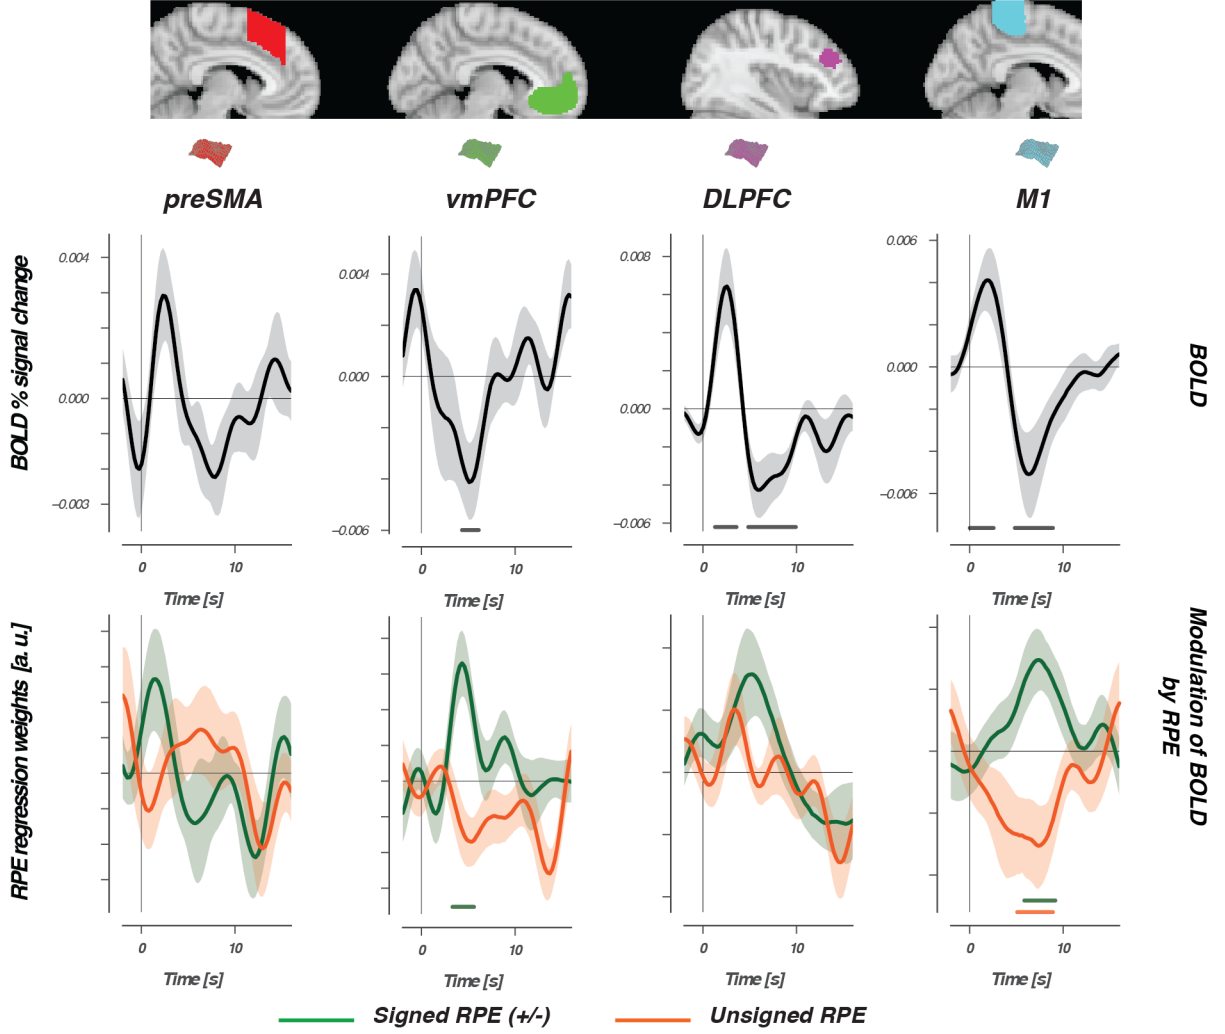 preSMA vmPFC DLPFC M1
BOLD % signal change
0.004 0.004 0.008 0.006
0.000 0.000 0.000 0.000
−0.003 −0.006 −0.006 −0.006
BOLD
0 10 0 10 0 10 0 10
Time [s] Time [s] Time [s] Time [s]
RPE regression weights [a. u.]
Modulation of BOLD
by RPE
0 10 0 10 0 10 0 10
Time [s] Time [s] Time [s] Time [s]
Signed RPE (+/-) Unsigned RPE